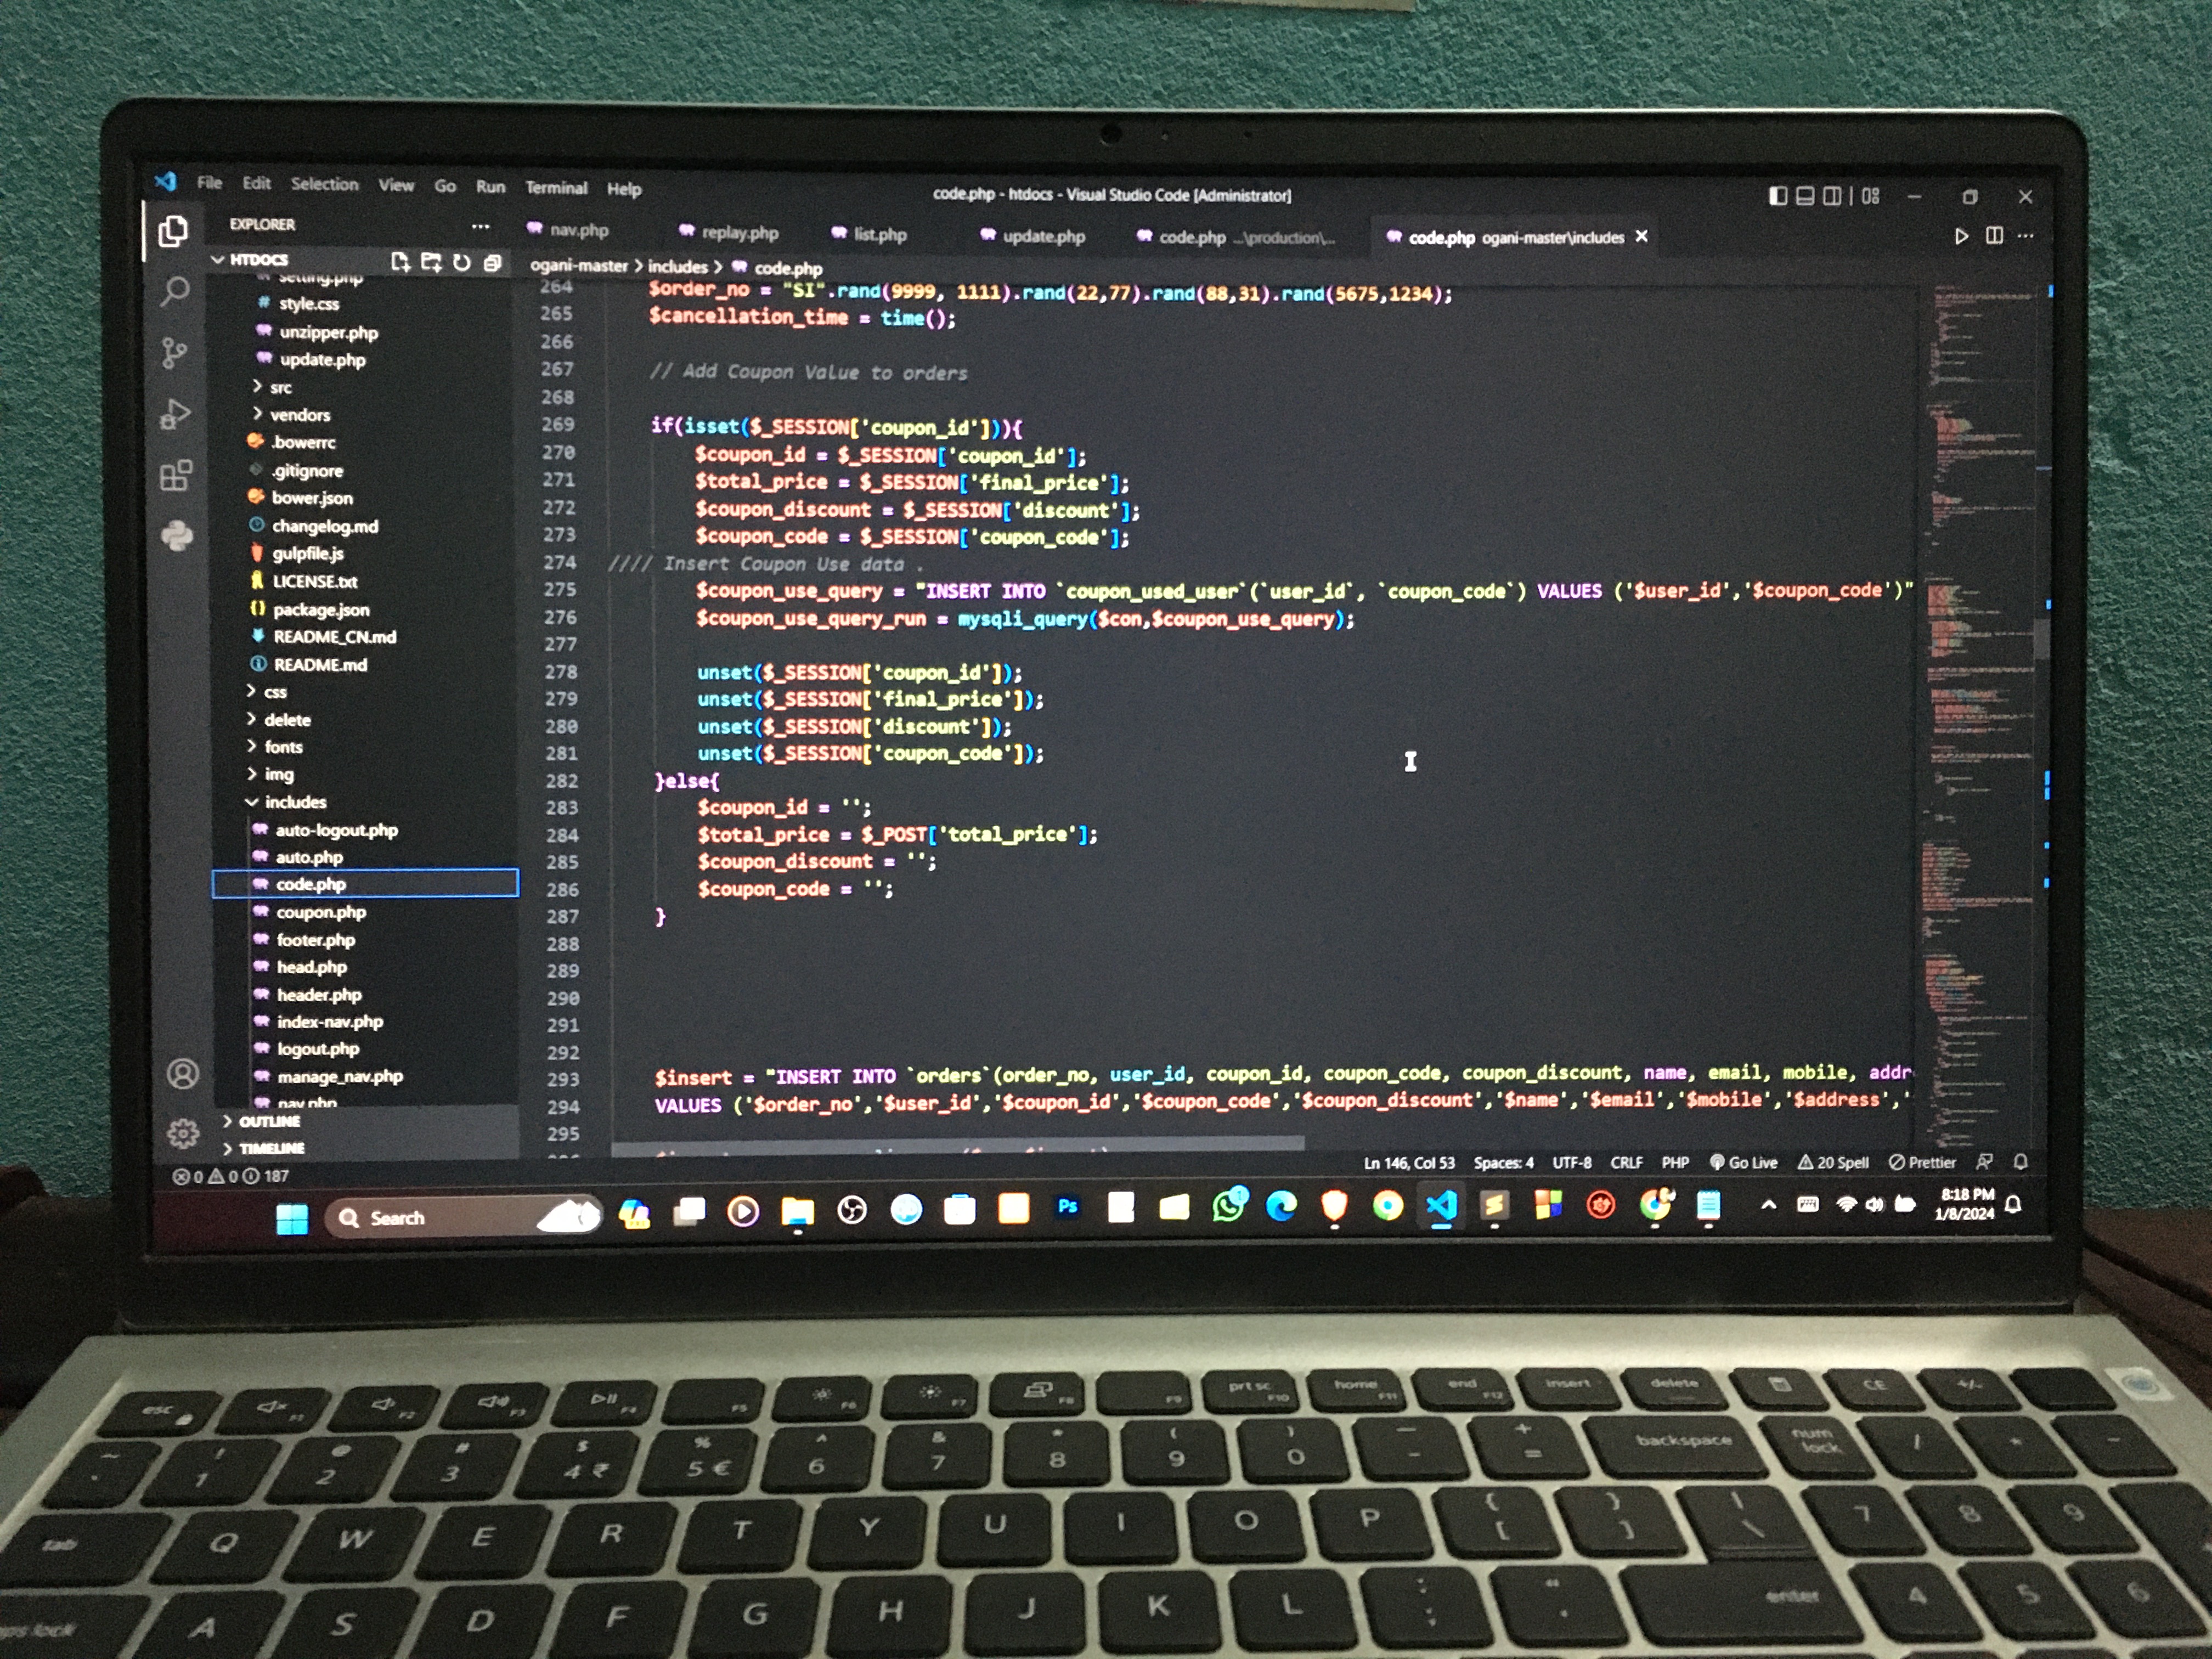 File Edit Selection View Go Run Terminal Help
code.php - htdocs - Visual Studio Code [Administrator]
EXPLORER ...
nav.php replay.php list.php update.php code.php ...\production\... code.php ogani-master\includes
HTDOCS
ogani-master > includes > code.php
setting.php
style.css
unzipper.php
update.php
src
vendors
.bowerrc
.gitignore
bower.json
changelog.md
gulpfile.js
LICENSE.txt
package.json
README_CN.md
README.md
css
delete
fonts
img
includes
auto-logout.php
auto.php
code.php
coupon.php
footer.php
head.php
header.php
index-nav.php
logout.php
manage_nav.php
nav.php
OUTLINE
TIMELINE
264 $order_no = "SI".rand(9999, 1111).rand(22,77).rand(88,31).rand(5675,1234);
265 $cancellation_time = time();
266
267 // Add Coupon Value to orders
268
269 if(isset($_SESSION['coupon_id'])){
270 $coupon_id = $_SESSION['coupon_id'];
271 $total_price = $_SESSION['final_price'];
272 $coupon_discount = $_SESSION['discount'];
273 $coupon_code = $_SESSION['coupon_code'];
274 //// Insert Coupon Use data .
275 $coupon_use_query = "INSERT INTO `coupon_used_user`(`user_id`, `coupon_code`) VALUES ('$user_id','$coupon_code')"
276 $coupon_use_query_run = mysqli_query($con,$coupon_use_query);
277
278 unset($_SESSION['coupon_id']);
279 unset($_SESSION['final_price']);
280 unset($_SESSION['discount']);
281 unset($_SESSION['coupon_code']);
282 }else{
283 $coupon_id = '';
284 $total_price = $_POST['total_price'];
285 $coupon_discount = '';
286 $coupon_code = '';
287 }
288
289
290
291
292
293 $insert = "INSERT INTO `orders`(order_no, user_id, coupon_id, coupon_code, coupon_discount, name, email, mobile, addr
294 VALUES ('$order_no','$user_id','$coupon_id','$coupon_code','$coupon_discount','$name','$email','$mobile','$address','
295
0 0 187
Ln 146, Col 53 Spaces: 4 UTF-8 CRLF PHP Go Live 20 Spell Prettier
Search
Ps
1
8:18 PM
1/8/2024
esc F1 F2 F3 F4 F5 F6 F7 F8 F9 prt sc F10 home F11 end F12 insert delete CE +/-
~ ! @ # $ % ^ & * ( ) _ +
1 2 3 4 ₹ 5 € 6 7 8 9 0 - = backspace num lock / * -
tab Q W E R T Y U I O P { [ } ] | \ 7 8 9
caps lock A S D F G H J K L : ; " ' enter 4 5 6